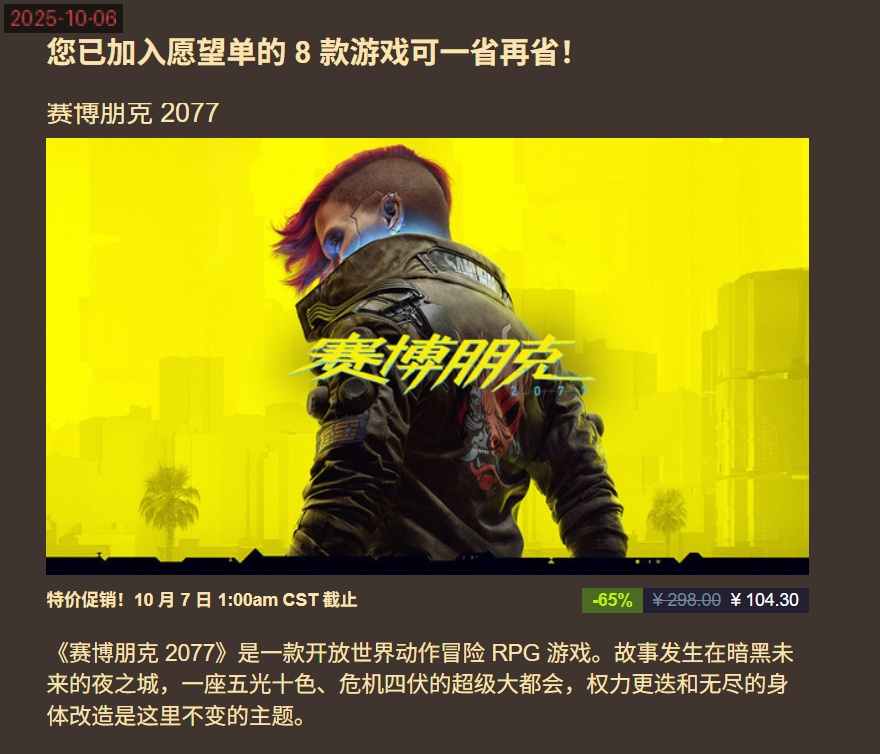 2025-10-06
您已加入愿望单的 8 款游戏可一省再省！
赛博朋克 2077
SAMURAI
赛博朋克
2077
特价促销！10 月 7 日 1:00am CST 截止
-65% ¥ 298.00 ¥ 104.30
《赛博朋克 2077》是一款开放世界动作冒险 RPG 游戏。故事发生在暗黑未
来的夜之城，一座五光十色、危机四伏的超级大都会，权力更迭和无尽的身
体改造是这里不变的主题。